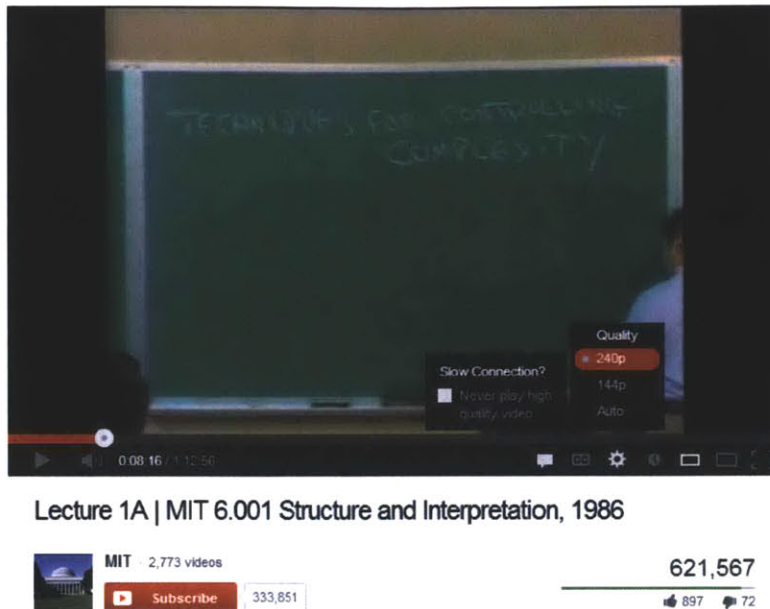 TECHNIQUES FOR CONTROLLING
COMPLEXITY
Quality
240p
144p
Auto
Slow Connection?
Never play high
quality video
0:08:16 / 1:12:56
CC
Lecture 1A | MIT 6.001 Structure and Interpretation, 1986
MIT · 2,773 videos
Subscribe 333,851
621,567
897 72